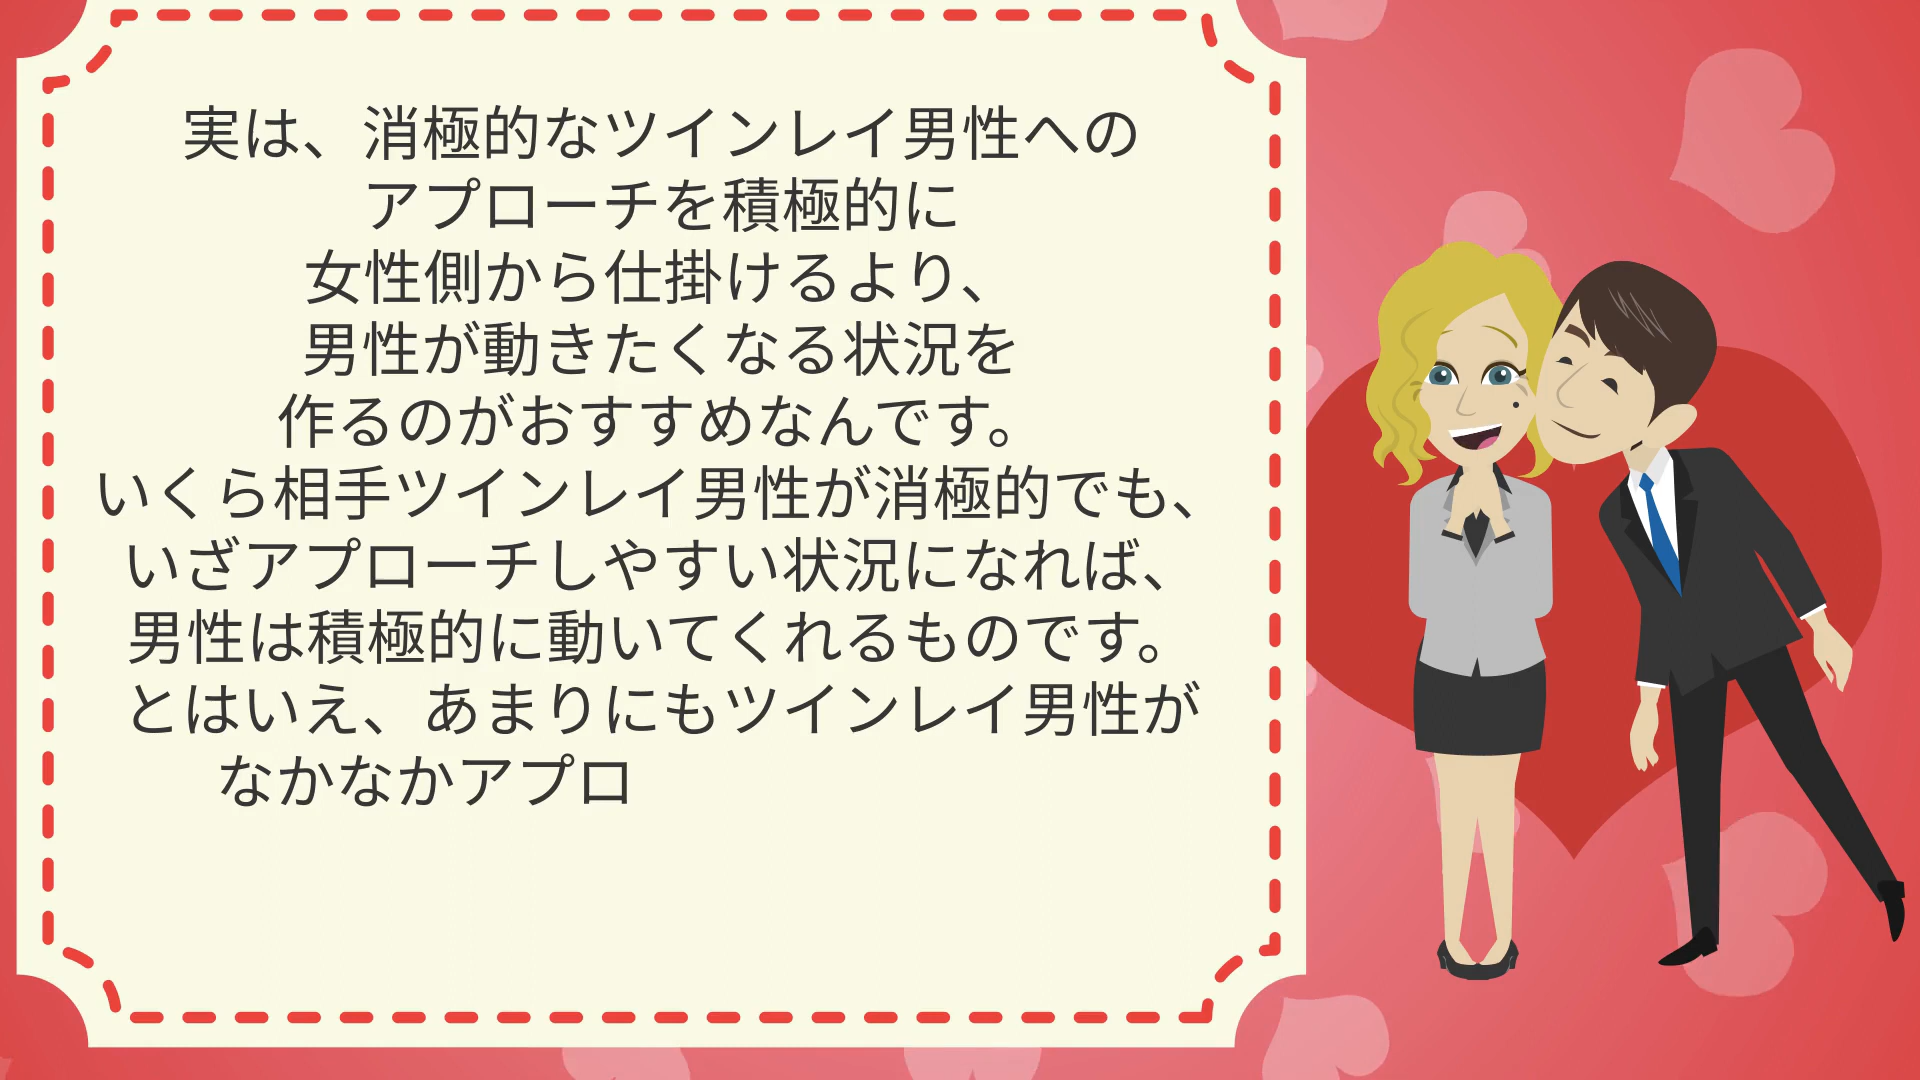 実は、消極的なツインレイ男性への
アプローチを積極的に
女性側から仕掛けるより、
男性が動きたくなる状況を
作るのがおすすめなんです。
いくら相手ツインレイ男性が消極的でも、
いざアプローチしやすい状況になれば、
男性は積極的に動いてくれるものです。
とはいえ、あまりにもツインレイ男性が
なかなかアプロ